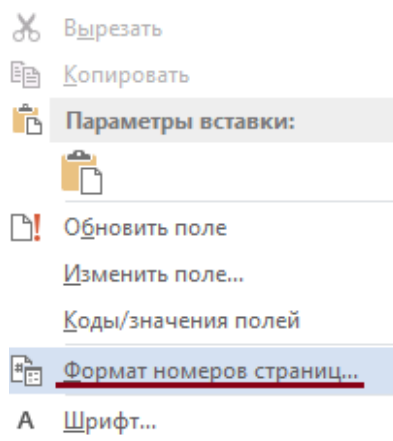 Вырезать
Копировать
Параметры вставки:
Обновить поле
Изменить поле...
Коды/значения полей
Формат номеров страниц...
Шрифт...